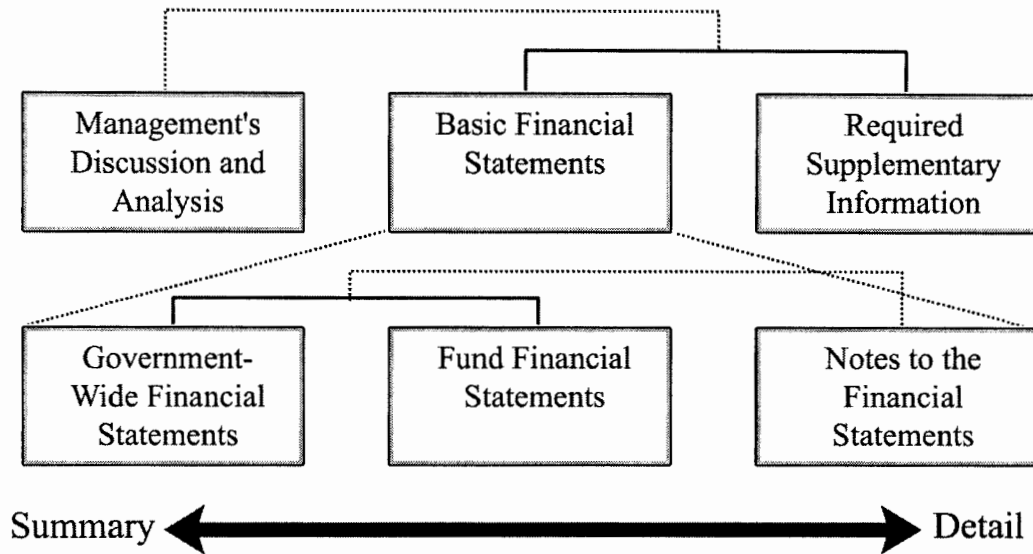 Management's
Discussion and
Analysis
Basic Financial
Statements
Required
Supplementary
Information
Government-
Wide Financial
Statements
Fund Financial
Statements
Notes to the
Financial
Statements
Summary
Detail